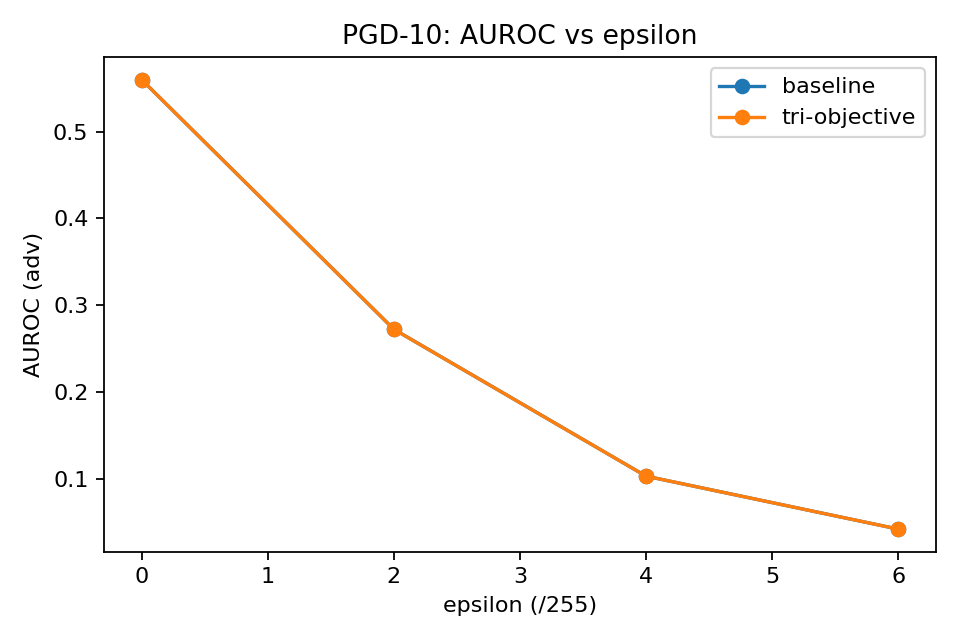 PGD-10: AUROC vs epsilon
baseline
tri-objective
AUROC (adv)
0.5
0.4
0.3
0.2
0.1
0 1 2 3 4 5 6
epsilon (/255)